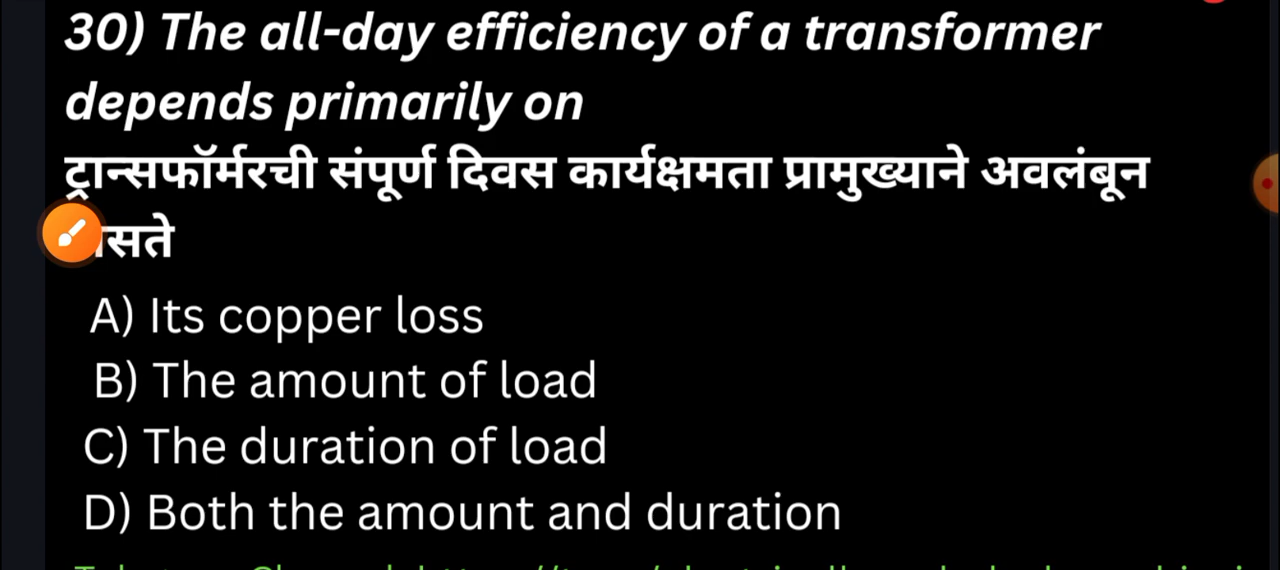 30) The all-day efficiency of a transformer
depends primarily on
ट्रान्सफॉर्मरची संपूर्ण दिवस कार्यक्षमता प्रामुख्याने अवलंबून
A) Its copper loss
B) The amount of load
C) The duration of load
D) Both the amount and duration